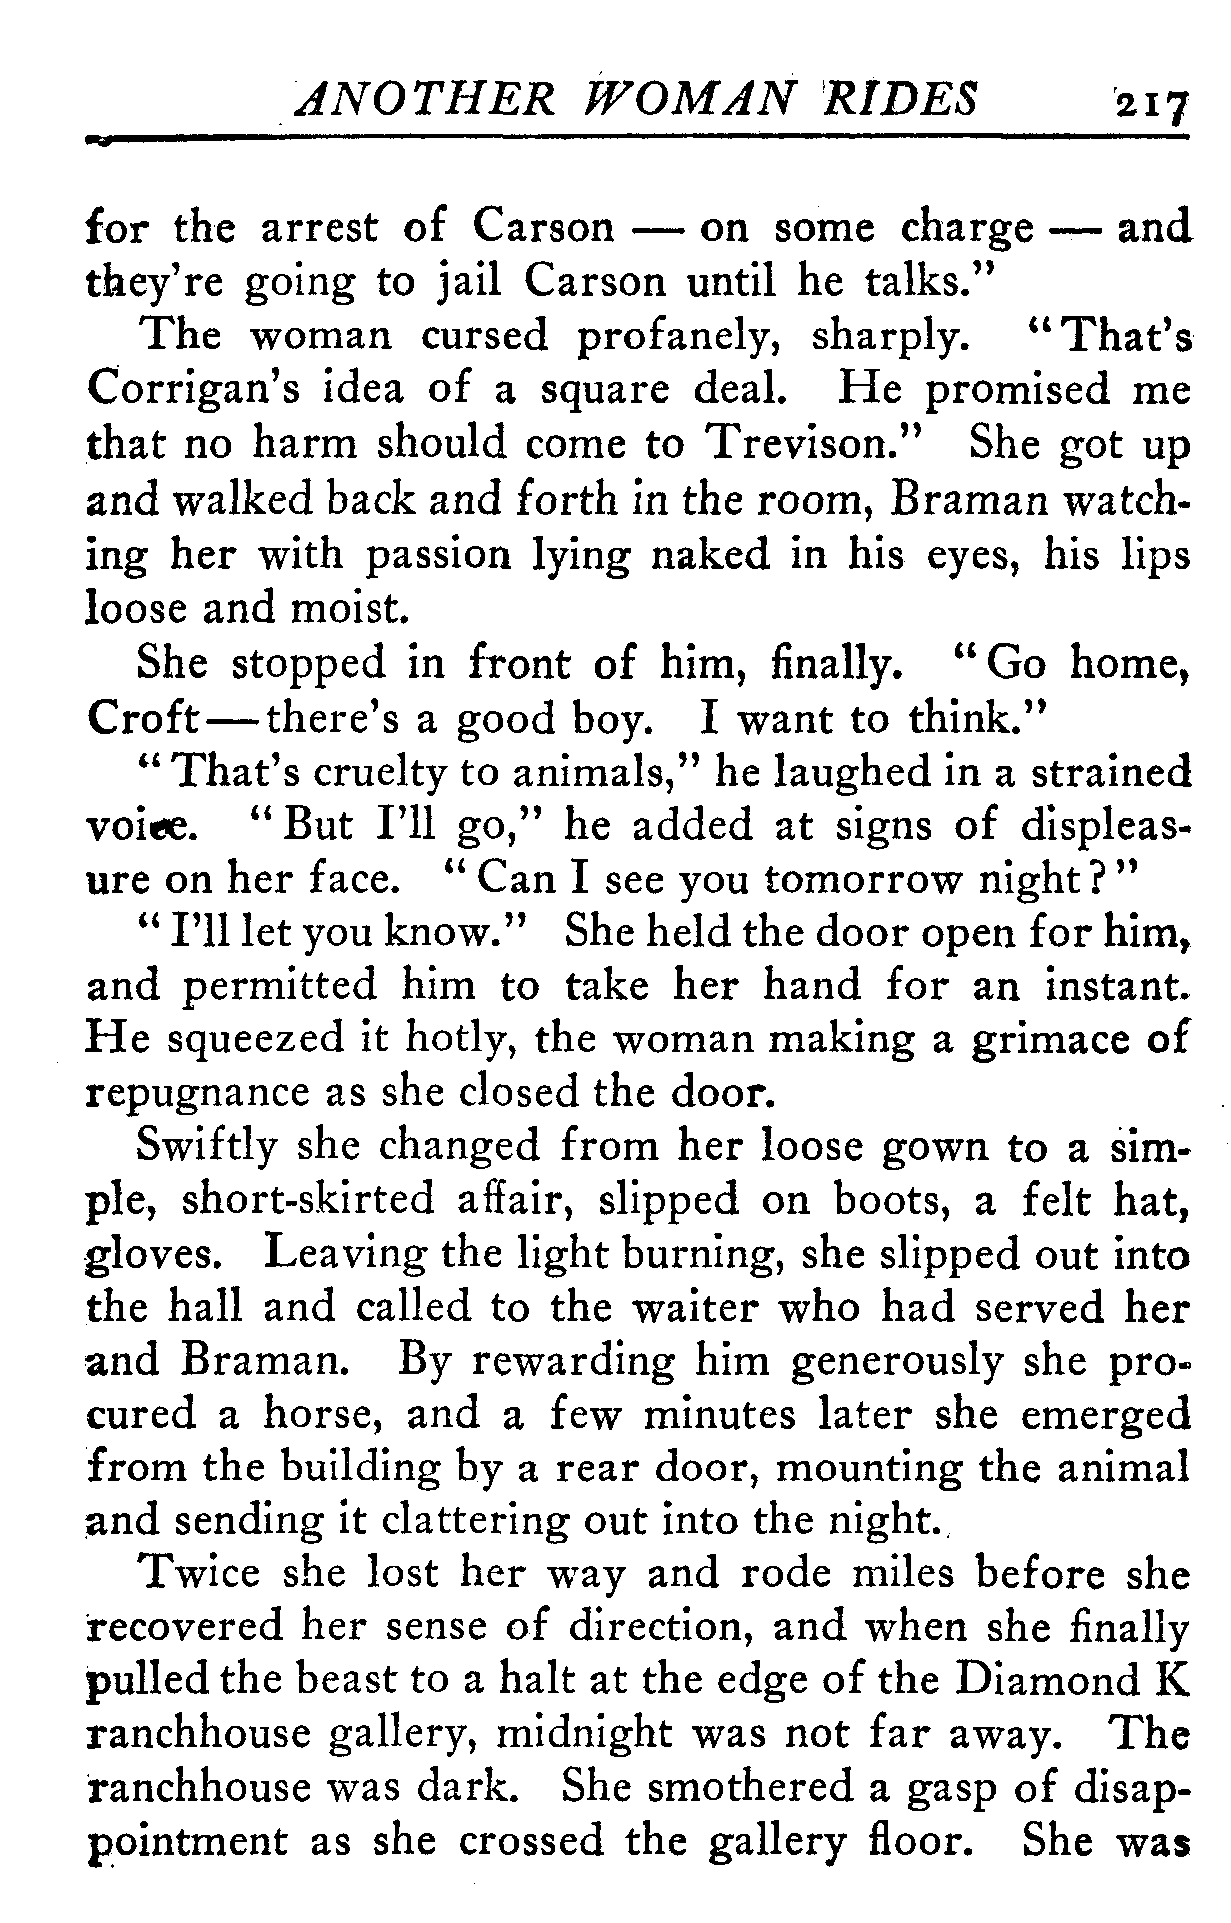 ANOTHER WOMAN RIDES 217
for the arrest of Carson — on some charge — and
they're going to jail Carson until he talks."
The woman cursed profanely, sharply. "That's
Corrigan's idea of a square deal. He promised me
that no harm should come to Trevison." She got up
and walked back and forth in the room, Braman watch-
ing her with passion lying naked in his eyes, his lips
loose and moist.
She stopped in front of him, finally. "Go home,
Croft—there's a good boy. I want to think."
"That's cruelty to animals," he laughed in a strained
voice. "But I'll go," he added at signs of displeas-
ure on her face. "Can I see you tomorrow night?"
"I'll let you know." She held the door open for him,
and permitted him to take her hand for an instant.
He squeezed it hotly, the woman making a grimace of
repugnance as she closed the door.
Swiftly she changed from her loose gown to a sim-
ple, short-skirted affair, slipped on boots, a felt hat,
gloves. Leaving the light burning, she slipped out into
the hall and called to the waiter who had served her
and Braman. By rewarding him generously she pro-
cured a horse, and a few minutes later she emerged
from the building by a rear door, mounting the animal
and sending it clattering out into the night.
Twice she lost her way and rode miles before she
recovered her sense of direction, and when she finally
pulled the beast to a halt at the edge of the Diamond K
ranchhouse gallery, midnight was not far away. The
ranchhouse was dark. She smothered a gasp of disap-
pointment as she crossed the gallery floor. She was